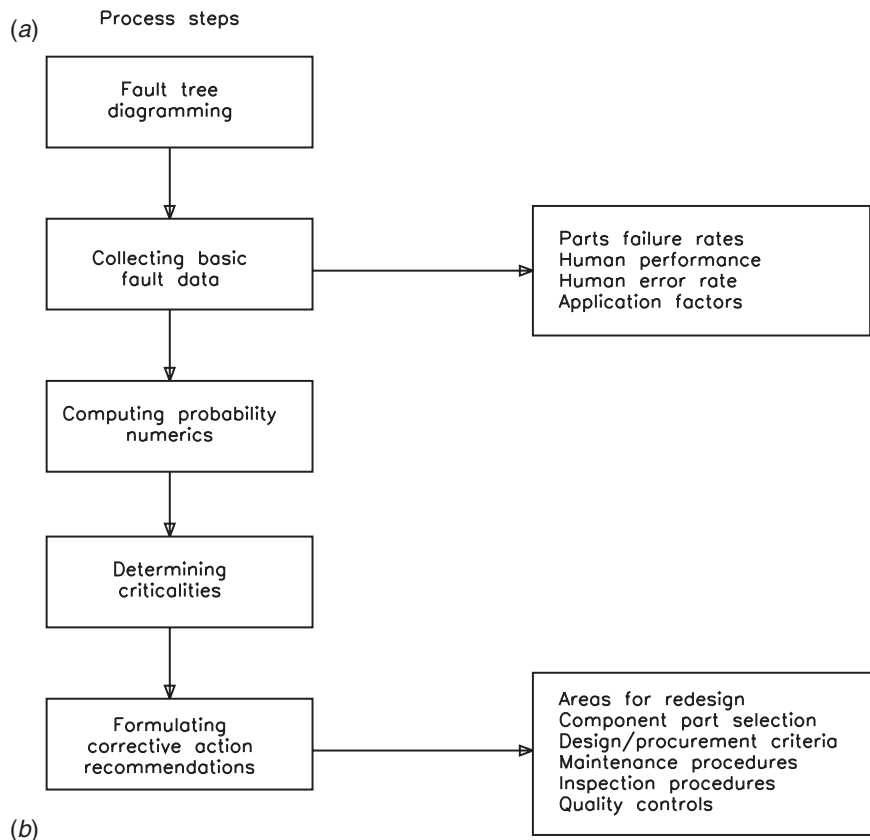 Process steps
(a)
Fault tree
diagramming
Collecting basic
fault data
Parts failure rates
Human performance
Human error rate
Application factors
Computing probability
numerics
Determining
criticalities
Formulating
corrective action
recommendations
Areas for redesign
Component part selection
Design/procurement criteria
Maintenance procedures
Inspection procedures
Quality controls
(b)